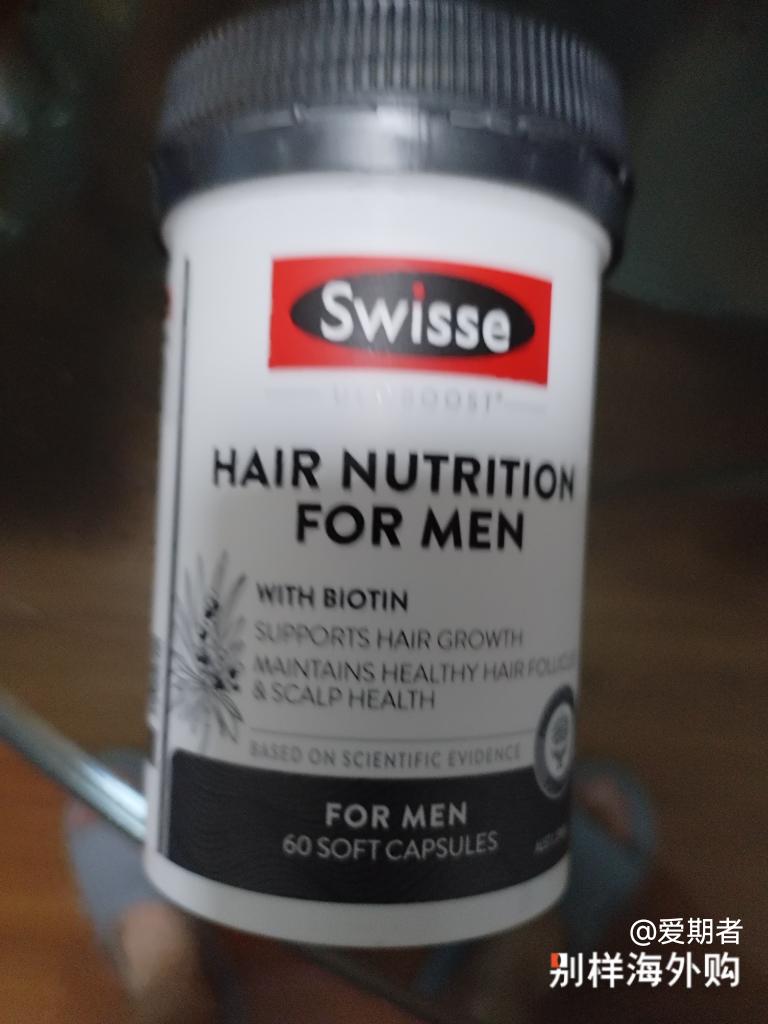 Swisse
ULTIBOOST®
HAIR NUTRITION
FOR MEN
WITH BIOTIN
SUPPORTS HAIR GROWTH
MAINTAINS HEALTHY HAIR
& SCALP HEALTH
BASED ON SCIENTIFIC EVIDENCE
FOR MEN
60 SOFT CAPSULES
@爱期者
别样海外购